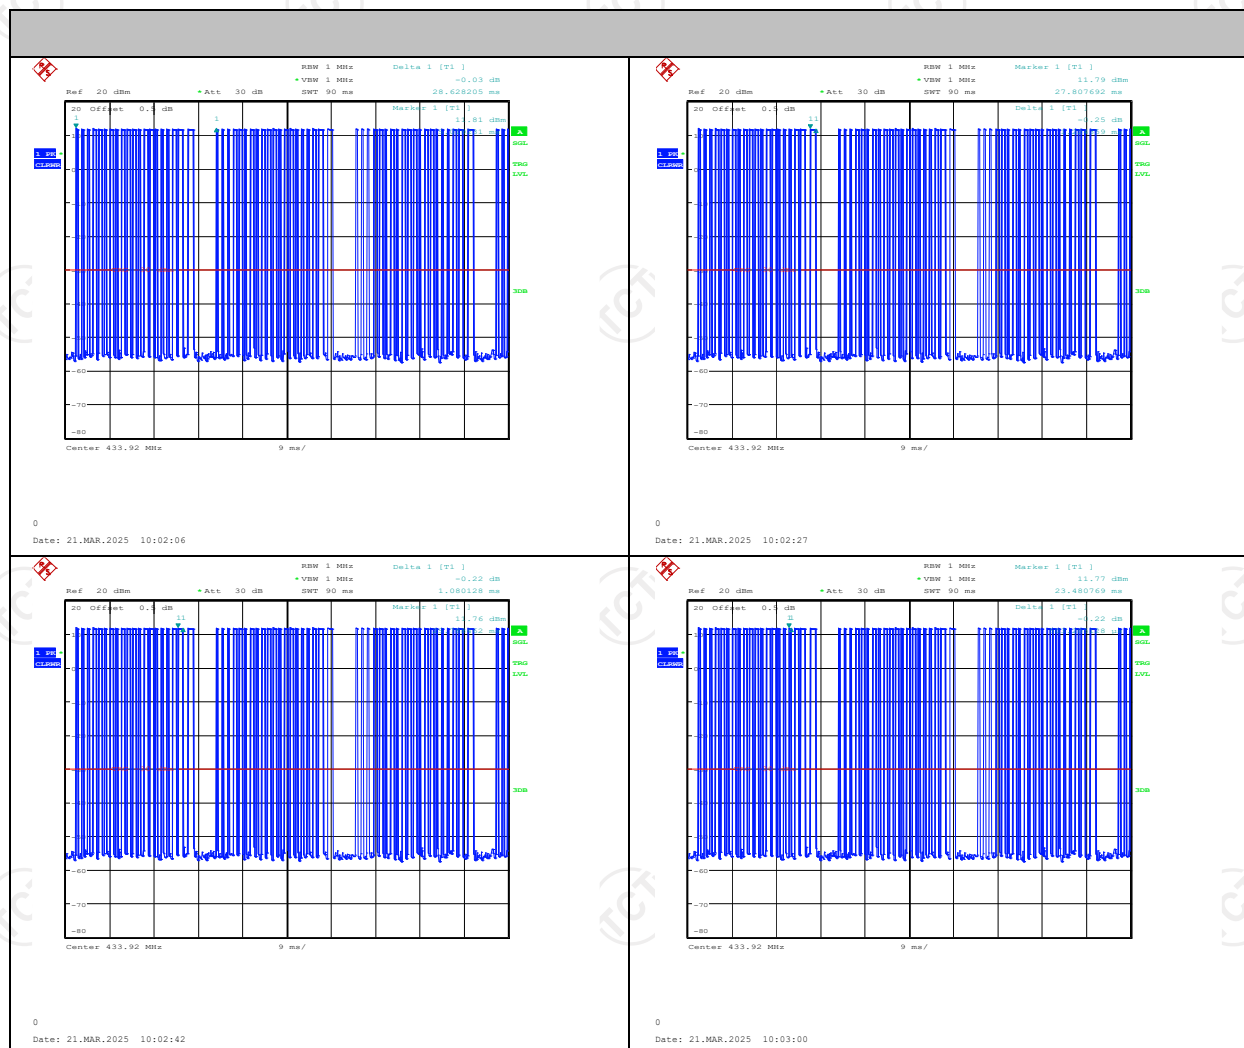 RBW 1 MHz Delta 1 [T1 ]
VBW 1 MHz -0.03 dB
Ref 20 dBm Att 30 dB SWT 90 ms 28.628205 ms
20 Offset 0.5 dB Marker 1 [T1 ]
1 1 11.81 dBm
A
SGL
1 PK
CLRWR
TRG
LVL
3DB
-60
-70
-80
Center 433.92 MHz 9 ms/
0
Date: 21.MAR.2025 10:02:06
RBW 1 MHz Marker 1 [T1 ]
VBW 1 MHz 11.79 dBm
Ref 20 dBm Att 30 dB SWT 90 ms 27.807692 ms
20 Offset 0.5 dB Delta 1 [T1 ]
11 -0.25 dB
A
SGL
1 PK
CLRWR
TRG
LVL
3DB
-60
-70
-80
Center 433.92 MHz 9 ms/
0
Date: 21.MAR.2025 10:02:27
RBW 1 MHz Delta 1 [T1 ]
VBW 1 MHz -0.22 dB
Ref 20 dBm Att 30 dB SWT 90 ms 1.080128 ms
20 Offset 0.5 dB Marker 1 [T1 ]
11 11.76 dBm
A
SGL
1 PK
CLRWR
TRG
LVL
3DB
-60
-70
-80
Center 433.92 MHz 9 ms/
0
Date: 21.MAR.2025 10:02:42
RBW 1 MHz Marker 1 [T1 ]
VBW 1 MHz 11.77 dBm
Ref 20 dBm Att 30 dB SWT 90 ms 23.480769 ms
20 Offset 0.5 dB Delta 1 [T1 ]
-0.22 dB
A
SGL
1 PK
CLRWR
TRG
LVL
3DB
-60
-70
-80
Center 433.92 MHz 9 ms/
0
Date: 21.MAR.2025 10:03:00